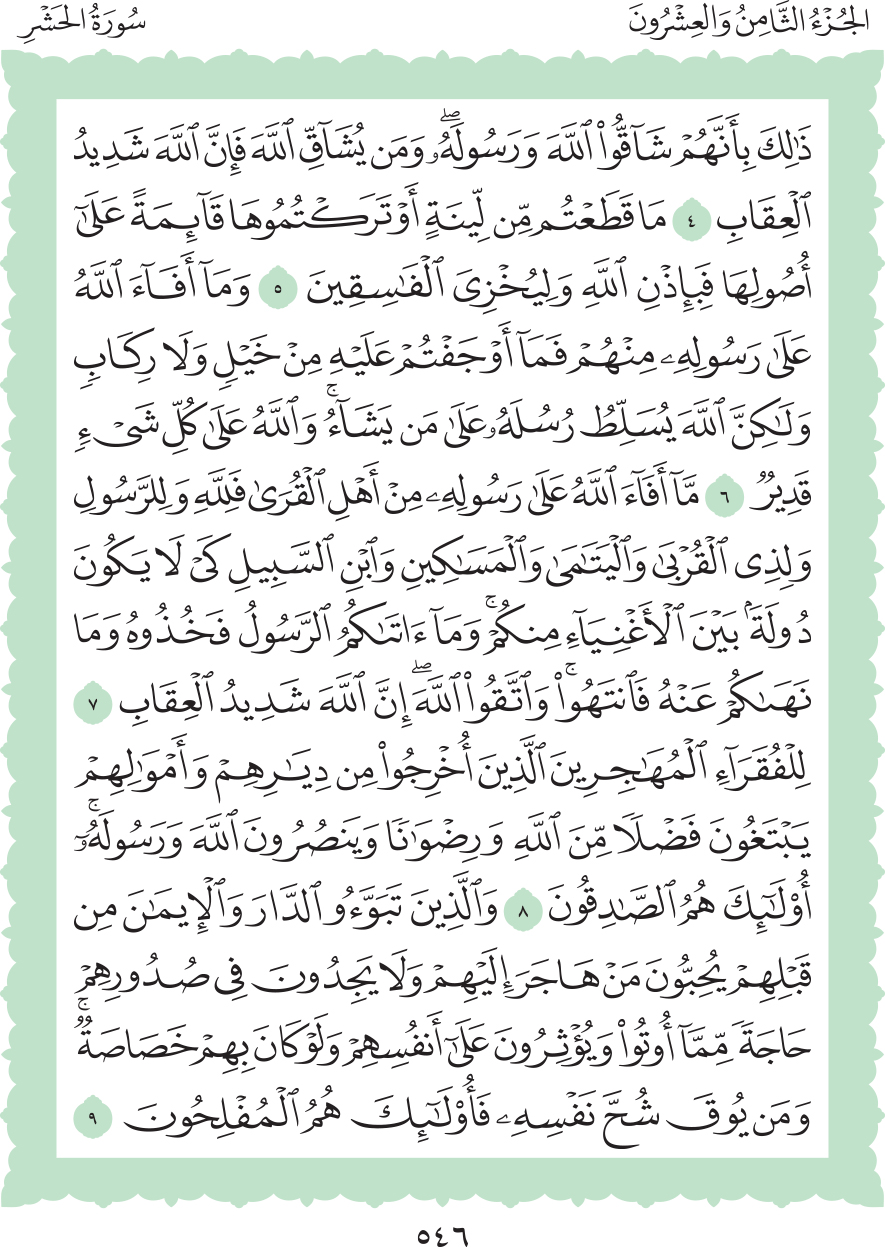 الجُزْءُ الثَّامِنُ وَالعِشْرُونَ
سُورَةُ الحَشْرِ
ذَٰلِكَ بِأَنَّهُمۡ شَآقُّواْ ٱللَّهَ وَرَسُولَهُۥۖ وَمَن يُشَآقِّ ٱللَّهَ فَإِنَّ ٱللَّهَ شَدِيدُ
ٱلۡعِقَابِ ٤ مَا قَطَعۡتُم مِّن لِّينَةٍ أَوۡ تَرَكۡتُمُوهَا قَآئِمَةً عَلَىٰٓ
أُصُولِهَا فَبِإِذۡنِ ٱللَّهِ وَلِيُخۡزِيَ ٱلۡفَٰسِقِينَ ٥ وَمَآ أَفَآءَ ٱللَّهُ
عَلَىٰ رَسُولِهِۦ مِنۡهُمۡ فَمَآ أَوۡجَفۡتُمۡ عَلَيۡهِ مِنۡ خَيۡلٖ وَلَا رِكَابٖ
وَلَٰكِنَّ ٱللَّهَ يُسَلِّطُ رُسُلَهُۥ عَلَىٰ مَن يَشَآءُۚ وَٱللَّهُ عَلَىٰ كُلِّ شَيۡءٖ
قَدِيرٞ ٦ مَّآ أَفَآءَ ٱللَّهُ عَلَىٰ رَسُولِهِۦ مِنۡ أَهۡلِ ٱلۡقُرَىٰ فَلِلَّهِ وَلِلرَّسُولِ
وَلِذِي ٱلۡقُرۡبَىٰ وَٱلۡيَتَٰمَىٰ وَٱلۡمَسَٰكِينِ وَٱبۡنِ ٱلسَّبِيلِ كَيۡ لَا يَكُونَ
دُولَةَۢ بَيۡنَ ٱلۡأَغۡنِيَآءِ مِنكُمۡۚ وَمَآ ءَاتَىٰكُمُ ٱلرَّسُولُ فَخُذُوهُ وَمَا
نَهَىٰكُمۡ عَنۡهُ فَٱنتَهُواْۚ وَٱتَّقُواْ ٱللَّهَۖ إِنَّ ٱللَّهَ شَدِيدُ ٱلۡعِقَابِ ٧
لِلۡفُقَرَآءِ ٱلۡمُهَٰجِرِينَ ٱلَّذِينَ أُخۡرِجُواْ مِن دِيَٰرِهِمۡ وَأَمۡوَٰلِهِمۡ
يَبۡتَغُونَ فَضۡلٗا مِّنَ ٱللَّهِ وَرِضۡوَٰنٗا وَيَنصُرُونَ ٱللَّهَ وَرَسُولَهُۥٓۚ
أُوْلَٰٓئِكَ هُمُ ٱلصَّٰدِقُونَ ٨ وَٱلَّذِينَ تَبَوَّءُو ٱلدَّارَ وَٱلۡإِيمَٰنَ مِن
قَبۡلِهِمۡ يُحِبُّونَ مَنۡ هَاجَرَ إِلَيۡهِمۡ وَلَا يَجِدُونَ فِي صُدُورِهِمۡ
حَاجَةٗ مِّمَّآ أُوتُواْ وَيُؤۡثِرُونَ عَلَىٰٓ أَنفُسِهِمۡ وَلَوۡ كَانَ بِهِمۡ خَصَاصَةٞۚ
وَمَن يُوقَ شُحَّ نَفۡسِهِۦ فَأُوْلَٰٓئِكَ هُمُ ٱلۡمُفۡلِحُونَ ٩
٥٤٦